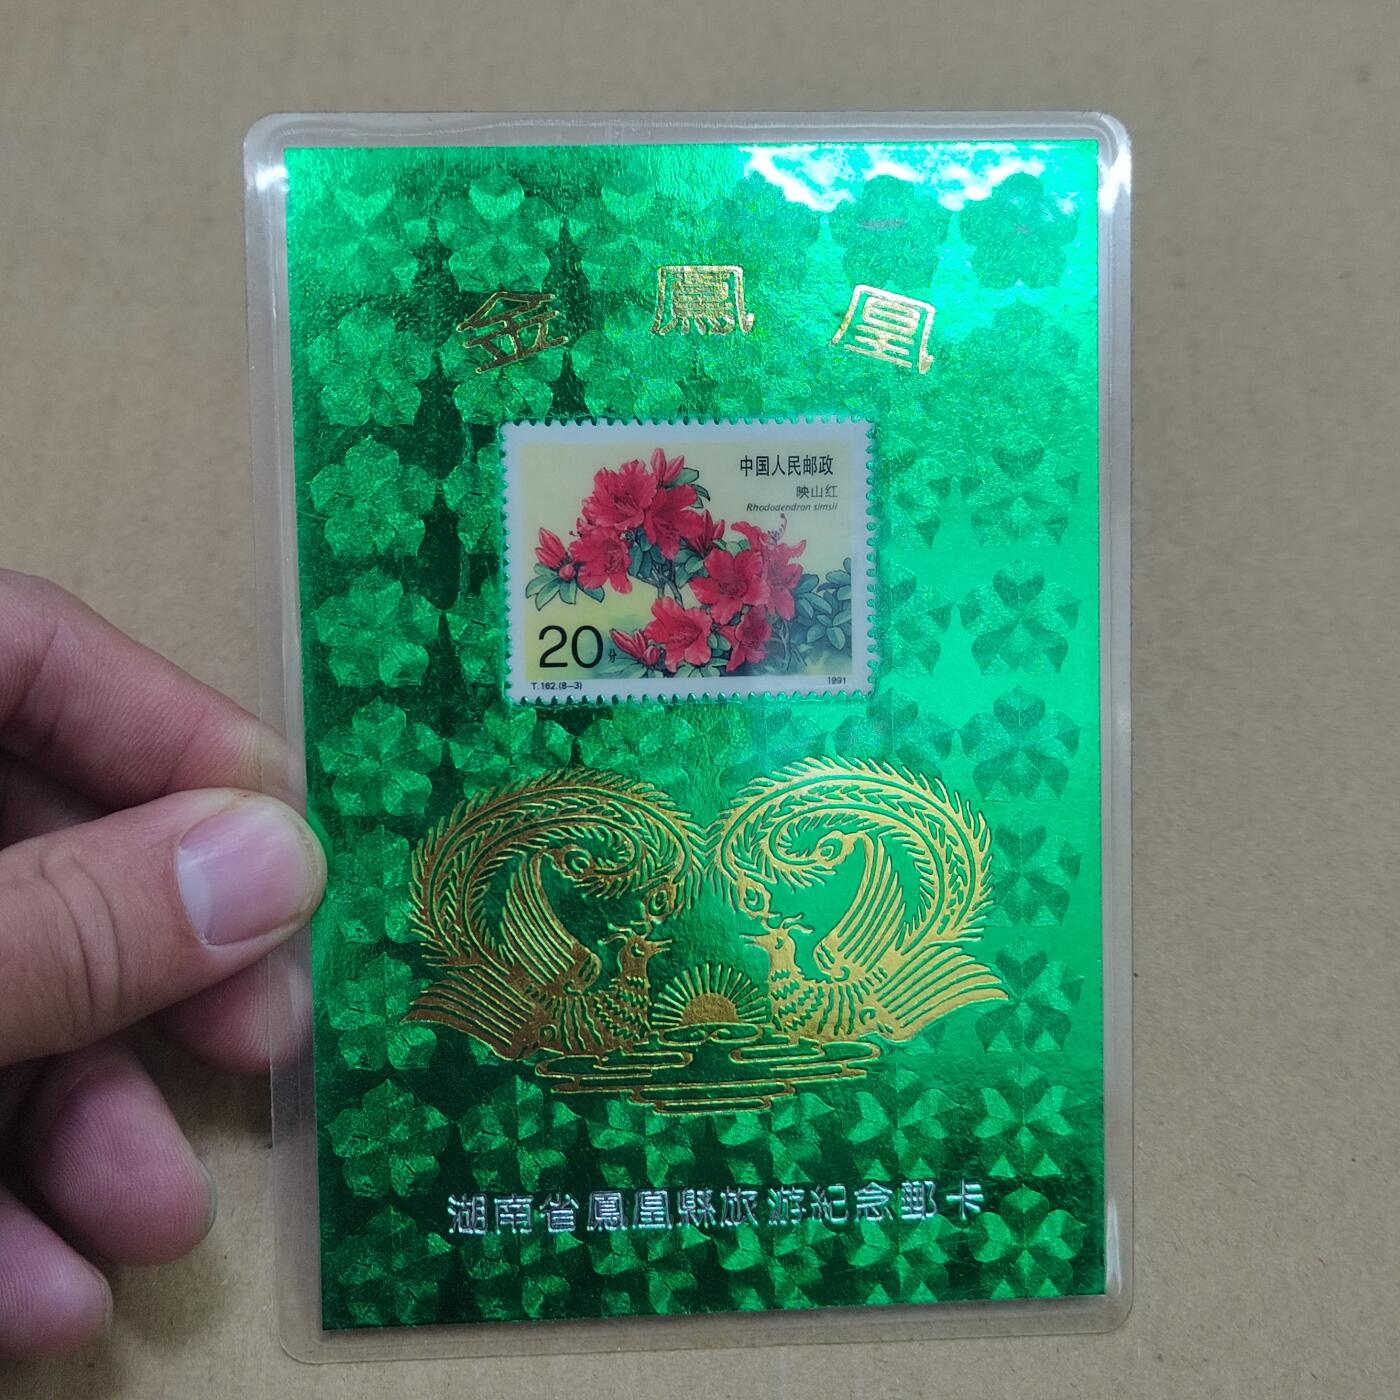 金鳳凰
中国人民邮政
映山红
Rhododendron simsii
20分
T.162.(8-3)
1991
湖南省鳳凰縣旅游紀念郵卡